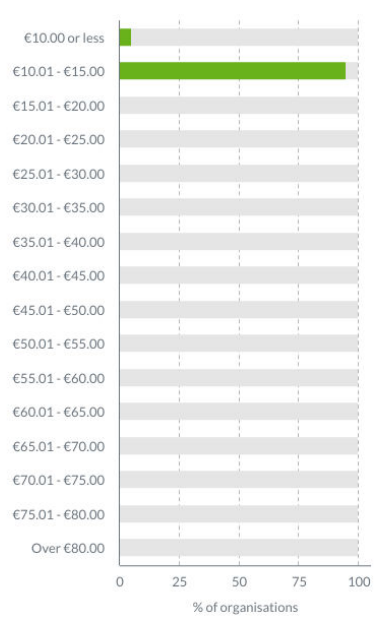 €10.00 or less
€10.01 - €15.00
€15.01 - €20.00
€20.01 - €25.00
€25.01 - €30.00
€30.01 - €35.00
€35.01 - €40.00
€40.01 - €45.00
€45.01 - €50.00
€50.01 - €55.00
€55.01 - €60.00
€60.01 - €65.00
€65.01 - €70.00
€70.01 - €75.00
€75.01 - €80.00
Over €80.00
0 25 50 75 100
% of organisations